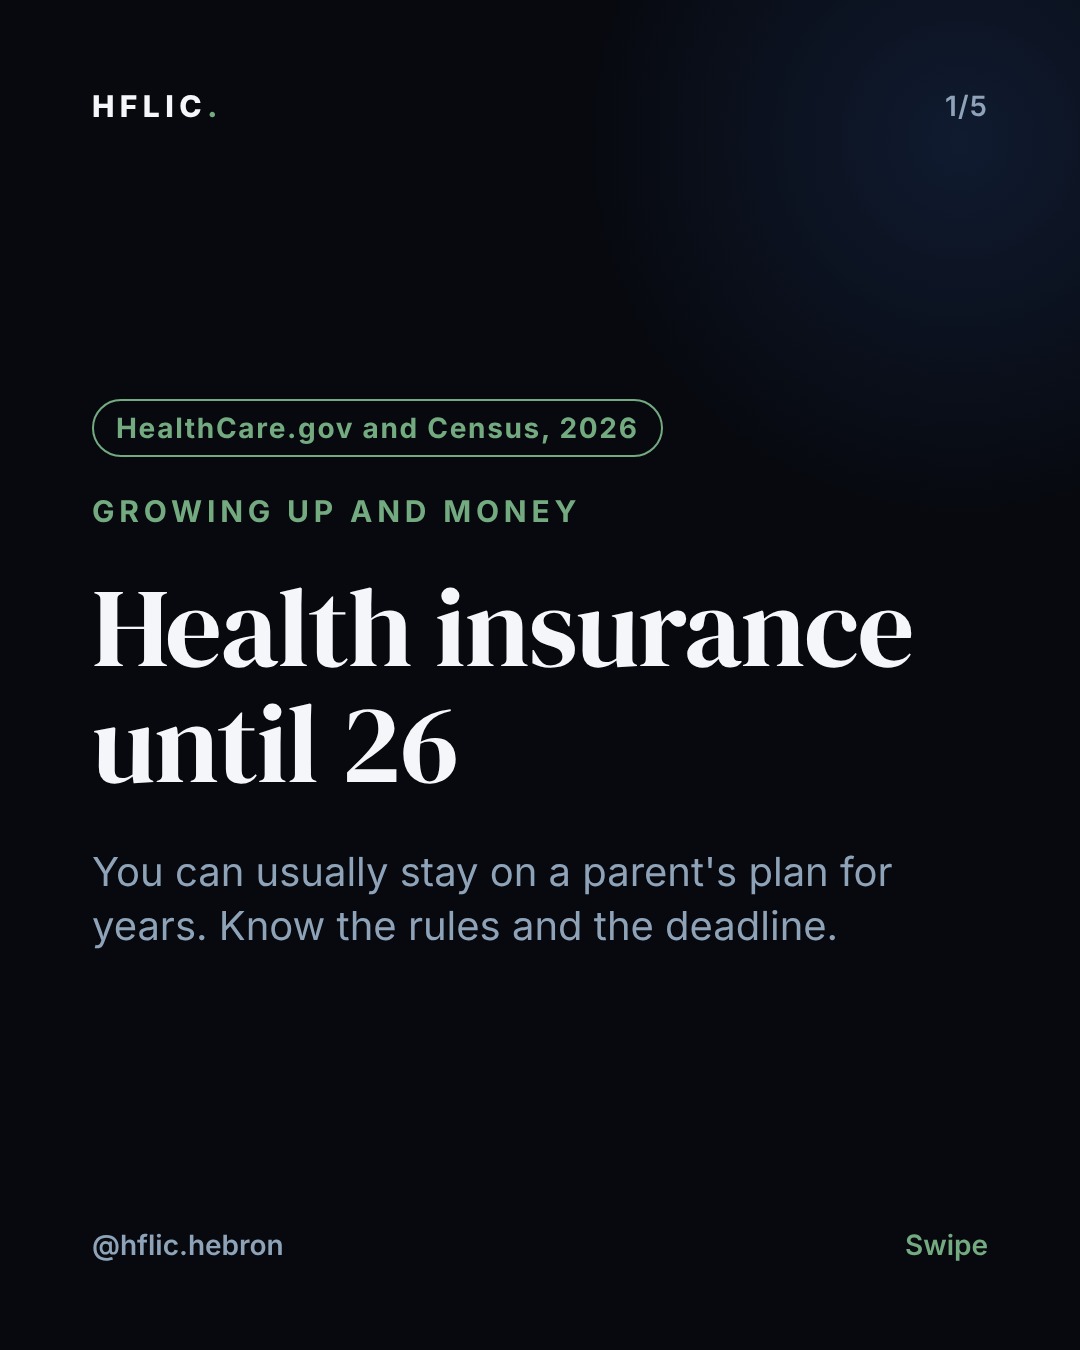 HFLIC.
1/5
HealthCare.gov and Census, 2026
GROWING UP AND MONEY
Health insurance
until 26
You can usually stay on a parent's plan for
years. Know the rules and the deadline.
@hflic.hebron
Swipe